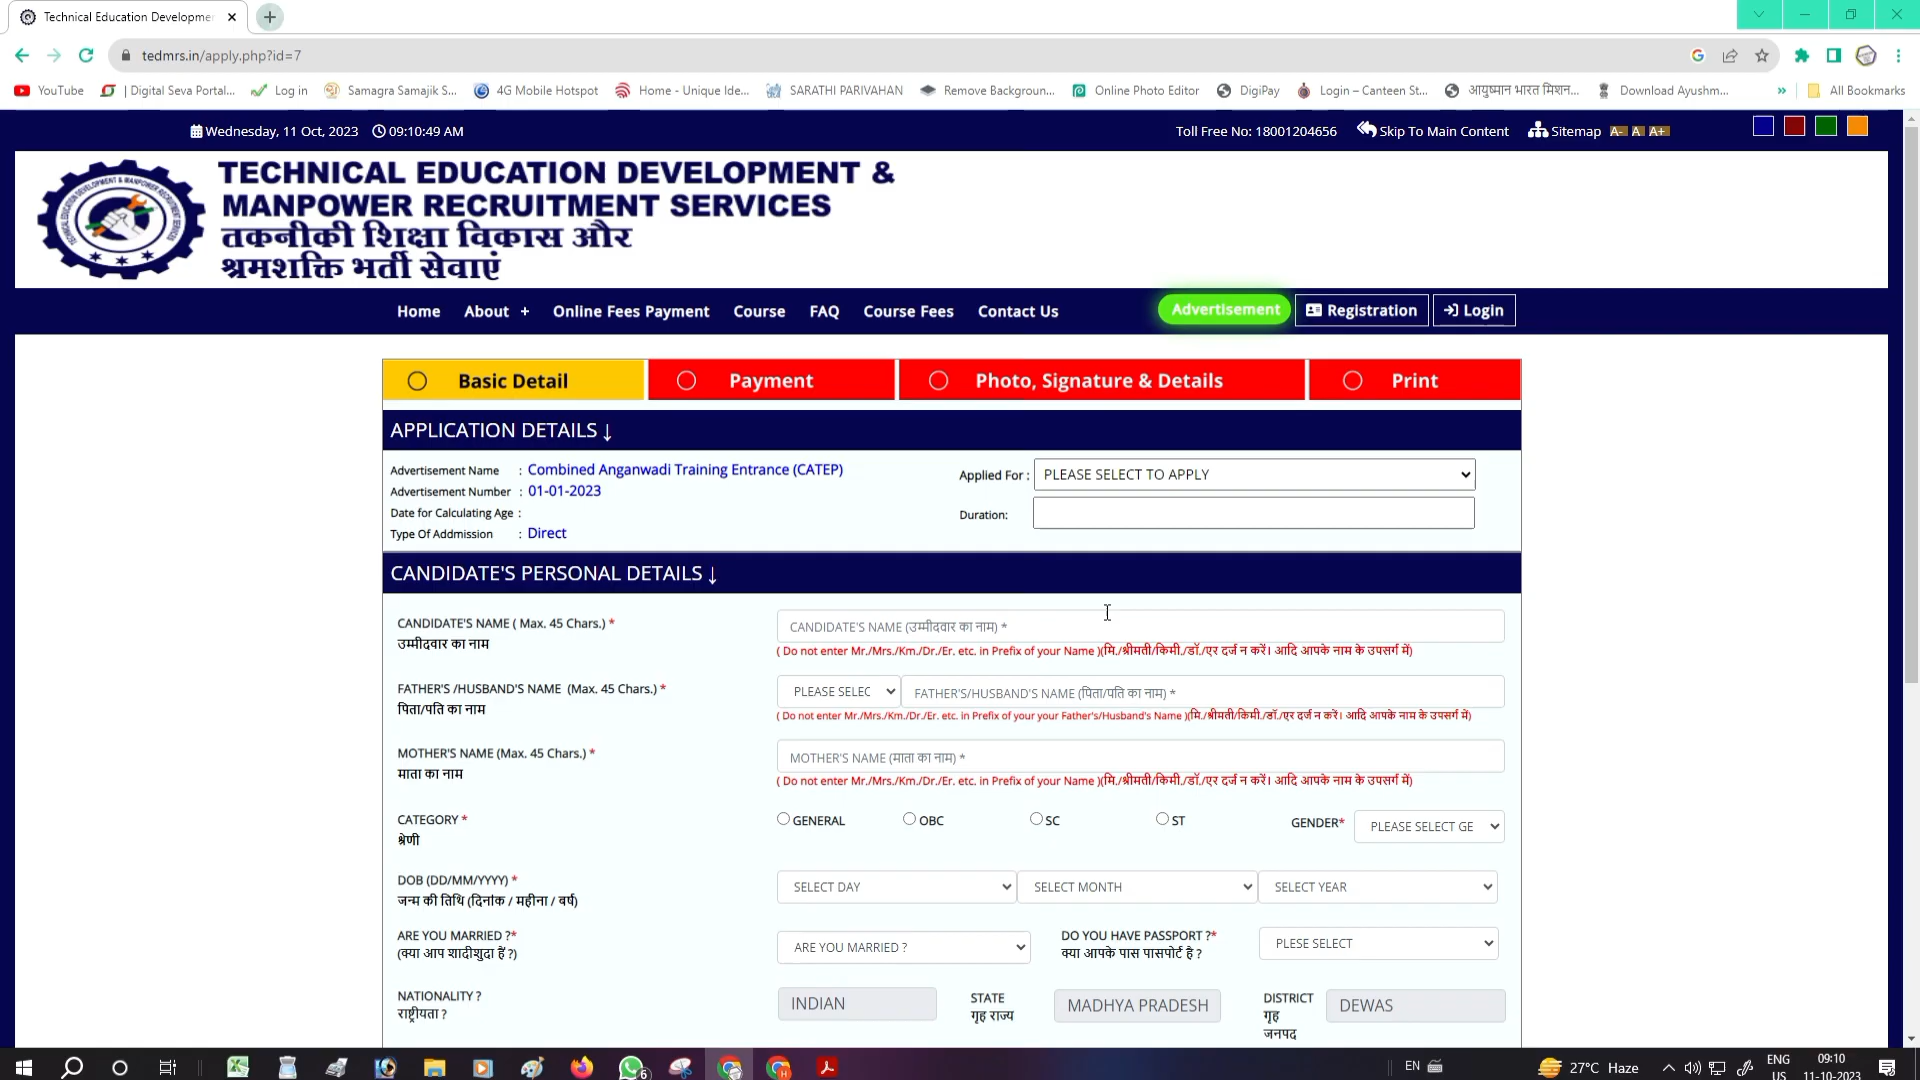 Technical Education Developmen
tedmrs.in/apply.php?id=7
YouTube | Digital Seva Portal... Log in Samagra Samajik S... 4G Mobile Hotspot Home - Unique Ide... SARATHI PARIVAHAN Remove Backgroun... Online Photo Editor DigiPay Login – Canteen St... आयुष्मान भारत मिशन... Download Ayushm... » All Bookmarks
Wednesday, 11 Oct, 2023 09:10:49 AM Toll Free No: 18001204656 Skip To Main Content Sitemap A- A A+
TECHNICAL EDUCATION DEVELOPMENT &
MANPOWER RECRUITMENT SERVICES
तकनीकी शिक्षा विकास और
श्रमशक्ति भर्ती सेवाएं
Home About + Online Fees Payment Course FAQ Course Fees Contact Us Advertisement Registration Login
Basic Detail Payment Photo, Signature & Details Print
APPLICATION DETAILS ↓
Advertisement Name : Combined Anganwadi Training Entrance (CATEP) Applied For : PLEASE SELECT TO APPLY
Advertisement Number : 01-01-2023
Date for Calculating Age : Duration:
Type Of Addmission : Direct
CANDIDATE'S PERSONAL DETAILS ↓
CANDIDATE'S NAME ( Max. 45 Chars.) * CANDIDATE'S NAME (उम्मीदवार का नाम) *
उम्मीदवार का नाम ( Do not enter Mr./Mrs./Km./Dr./Er. etc. in Prefix of your Name )(मि./श्रीमती/किमी./डॉ./एर दर्ज न करें। आदि आपके नाम के उपसर्ग में)
FATHER'S /HUSBAND'S NAME (Max. 45 Chars.) * PLEASE SELEC FATHER'S/HUSBAND'S NAME (पिता/पति का नाम) *
पिता/पति का नाम ( Do not enter Mr./Mrs./Km./Dr./Er. etc. in Prefix of your your Father's/Husband's Name )(मि./श्रीमती/किमी./डॉ./एर दर्ज न करें। आदि आपके नाम के उपसर्ग में)
MOTHER'S NAME (Max. 45 Chars.) * MOTHER'S NAME (माता का नाम) *
माता का नाम ( Do not enter Mr./Mrs./Km./Dr./Er. etc. in Prefix of your Name )(मि./श्रीमती/किमी./डॉ./एर दर्ज न करें। आदि आपके नाम के उपसर्ग में)
CATEGORY * GENERAL OBC SC ST GENDER* PLEASE SELECT GE
श्रेणी
DOB (DD/MM/YYYY) * SELECT DAY SELECT MONTH SELECT YEAR
जन्म की तिथि (दिनांक / महीना / वर्ष)
ARE YOU MARRIED ?* ARE YOU MARRIED ? DO YOU HAVE PASSPORT ?* PLESE SELECT
(क्या आप शादीशुदा हैं ?) क्या आपके पास पासपोर्ट है ?
NATIONALITY ? INDIAN STATE MADHYA PRADESH DISTRICT DEWAS
राष्ट्रीयता ? गृह राज्य गृह
जनपद
EN 27°C Haze ENG 09:10
6 US 11-10-2023